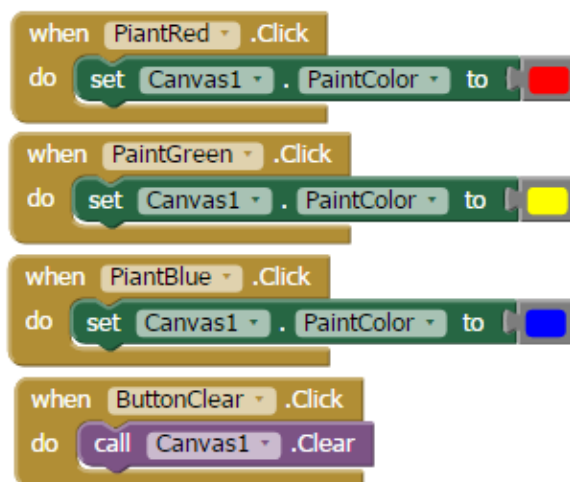 when PiantRed .Click
do set Canvas1 . PaintColor to
when PaintGreen .Click
do set Canvas1 . PaintColor to
when PiantBlue .Click
do set Canvas1 . PaintColor to
when ButtonClear .Click
do call Canvas1 .Clear